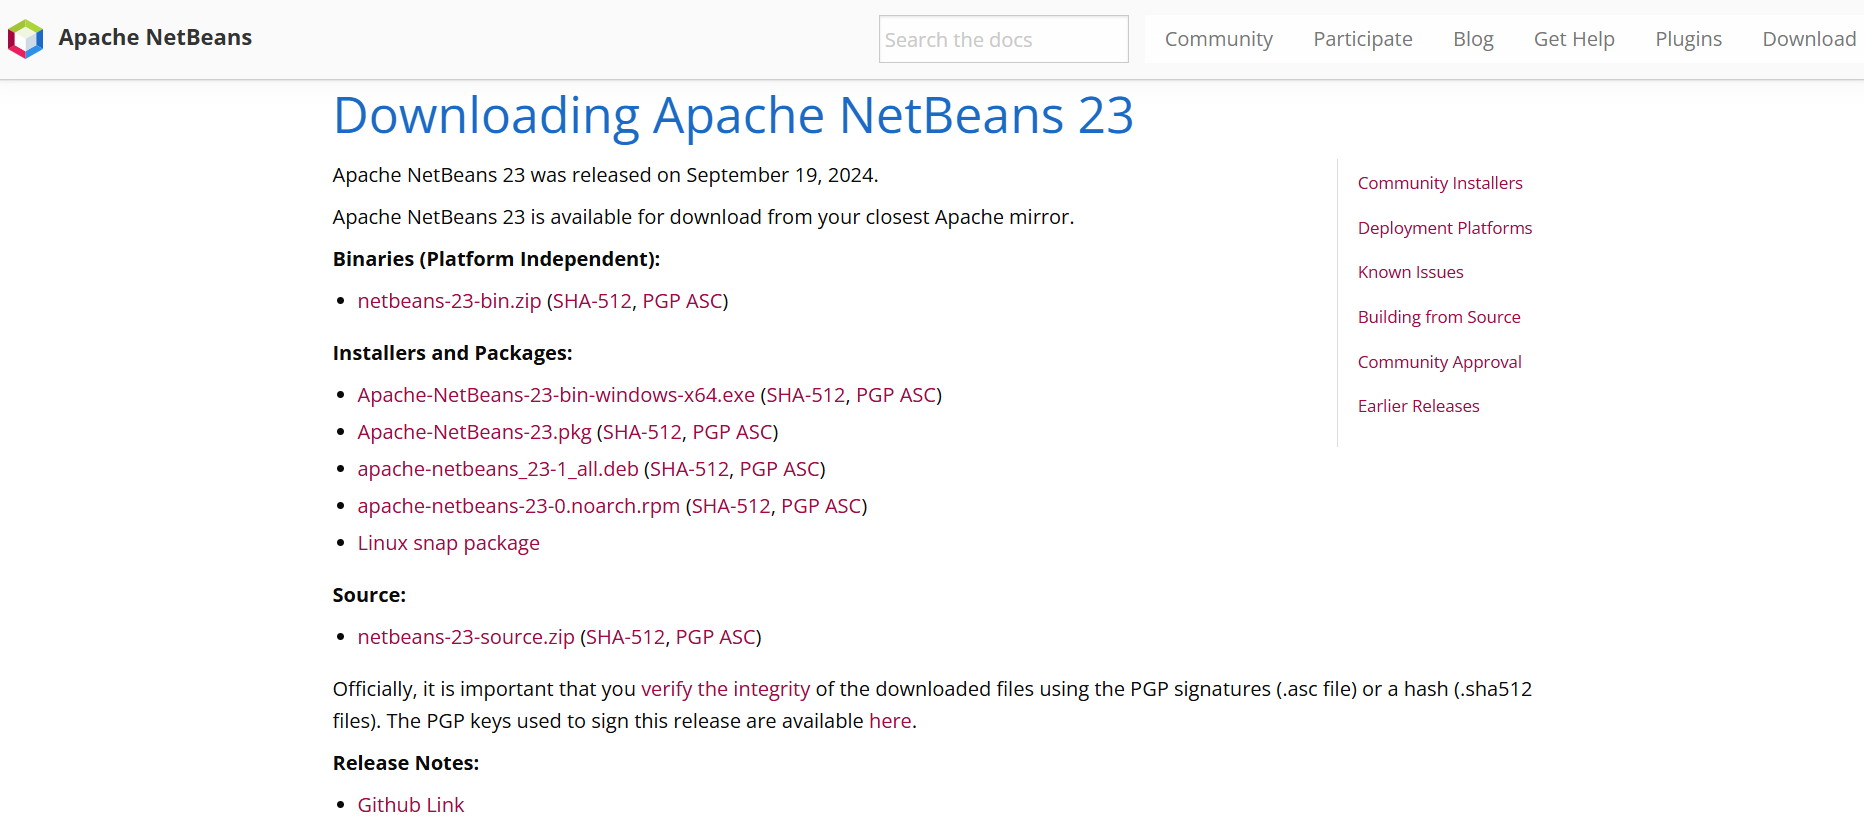 Apache NetBeans
Search the docs
Community
Participate
Blog
Get Help
Plugins
Download
Downloading Apache NetBeans 23
Apache NetBeans 23 was released on September 19, 2024.
Apache NetBeans 23 is available for download from your closest Apache mirror.
Binaries (Platform Independent):
netbeans-23-bin.zip (SHA-512, PGP ASC)
Installers and Packages:
Apache-NetBeans-23-bin-windows-x64.exe (SHA-512, PGP ASC)
Apache-NetBeans-23.pkg (SHA-512, PGP ASC)
apache-netbeans_23-1_all.deb (SHA-512, PGP ASC)
apache-netbeans-23-0.noarch.rpm (SHA-512, PGP ASC)
Linux snap package
Source:
netbeans-23-source.zip (SHA-512, PGP ASC)
Officially, it is important that you verify the integrity of the downloaded files using the PGP signatures (.asc file) or a hash (.sha512
files). The PGP keys used to sign this release are available here.
Release Notes:
Github Link
Community Installers
Deployment Platforms
Known Issues
Building from Source
Community Approval
Earlier Releases